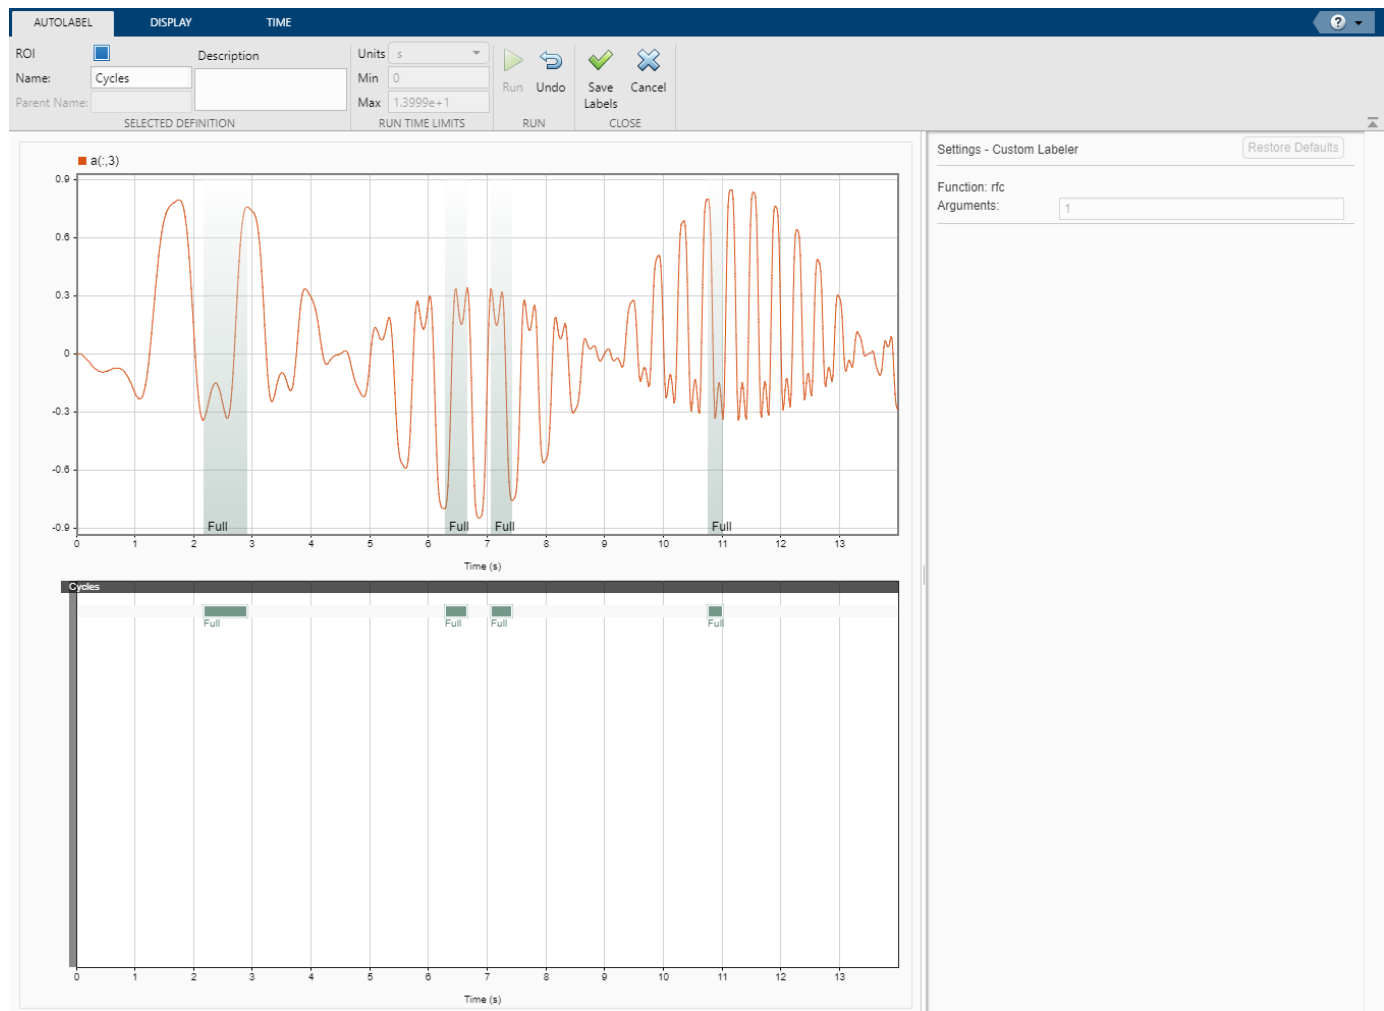 AUTOLABEL DISPLAY TIME ?
ROI Description Units s
Name: Cycles Min 0 Run Undo Save Labels Cancel
Parent Name: Max 1.3999e+1
SELECTED DEFINITION RUN TIME LIMITS RUN CLOSE
a(:,3)
0.9
0.6
0.3
0
-0.3
-0.6
-0.9
Full Full Full Full
0 1 2 3 4 5 6 7 8 9 10 11 12 13
Time (s)
Cycles
Full Full Full Full
0 1 2 3 4 5 6 7 8 9 10 11 12 13
Time (s)
Settings - Custom Labeler Restore Defaults
Function: rfc
Arguments: 1